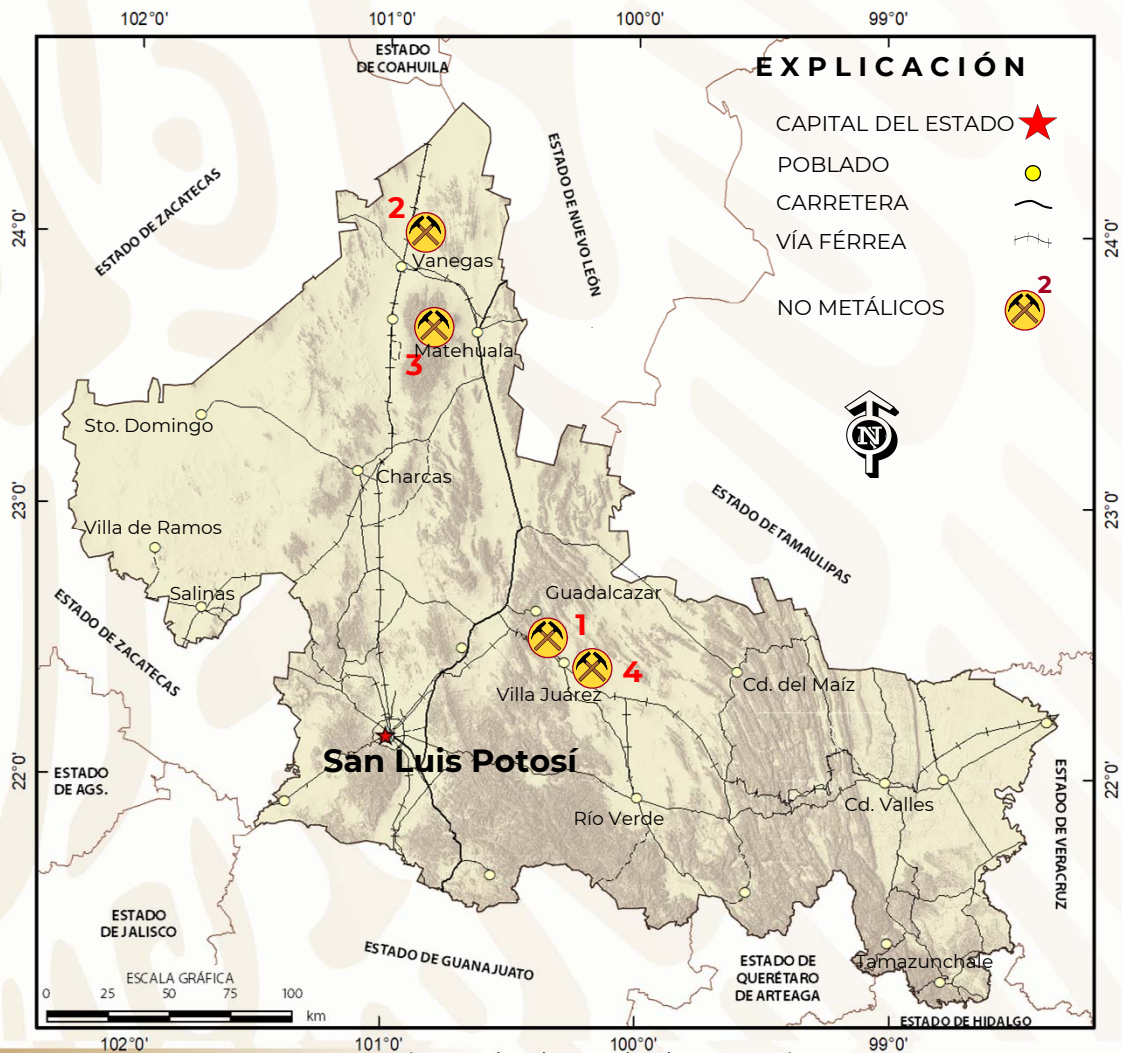 102°0' 101°0' 100°0' 99°0'
ESTADO
DE COAHUILA
EXPLICACIÓN
CAPITAL DEL ESTADO
POBLADO
CARRETERA
VÍA FÉRREA
NO METÁLICOS
2
ESTADO DE ZACATECAS
ESTADO DE NUEVO LEÓN
24°0'
24°0'
2
Vanegas
Matehuala
3
Sto. Domingo
Charcas
N
23°0'
23°0'
Villa de Ramos
ESTADO DE TAMAULIPAS
Salinas
ESTADO DE ZACATECAS
Guadalcazar
1
4
Villa Juárez
Cd. del Maíz
San Luis Potosí
22°0'
22°0'
ESTADO
DE AGS.
Cd. Valles
Río Verde
ESTADO DE VERACRUZ
ESTADO
DE JALISCO
ESTADO DE GUANAJUATO
ESTADO DE
QUERÉTARO
DE ARTEAGA
Tamazunchale
ESTADO DE HIDALGO
ESCALA GRÁFICA
0 25 50 75 100
km
102°0' 101°0' 100°0' 99°0'